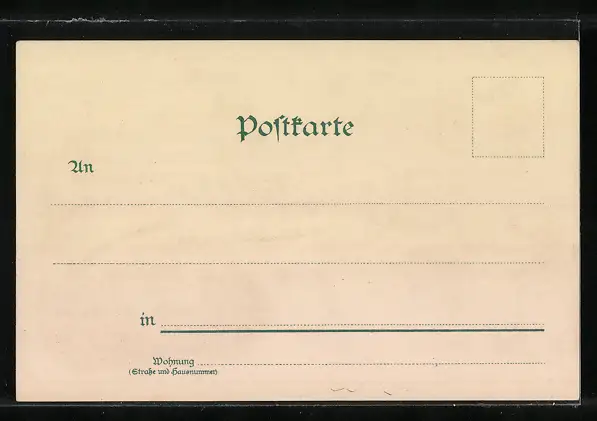 Poſtkarte
An
in
Wohnung
(Straße und Hausnummer)